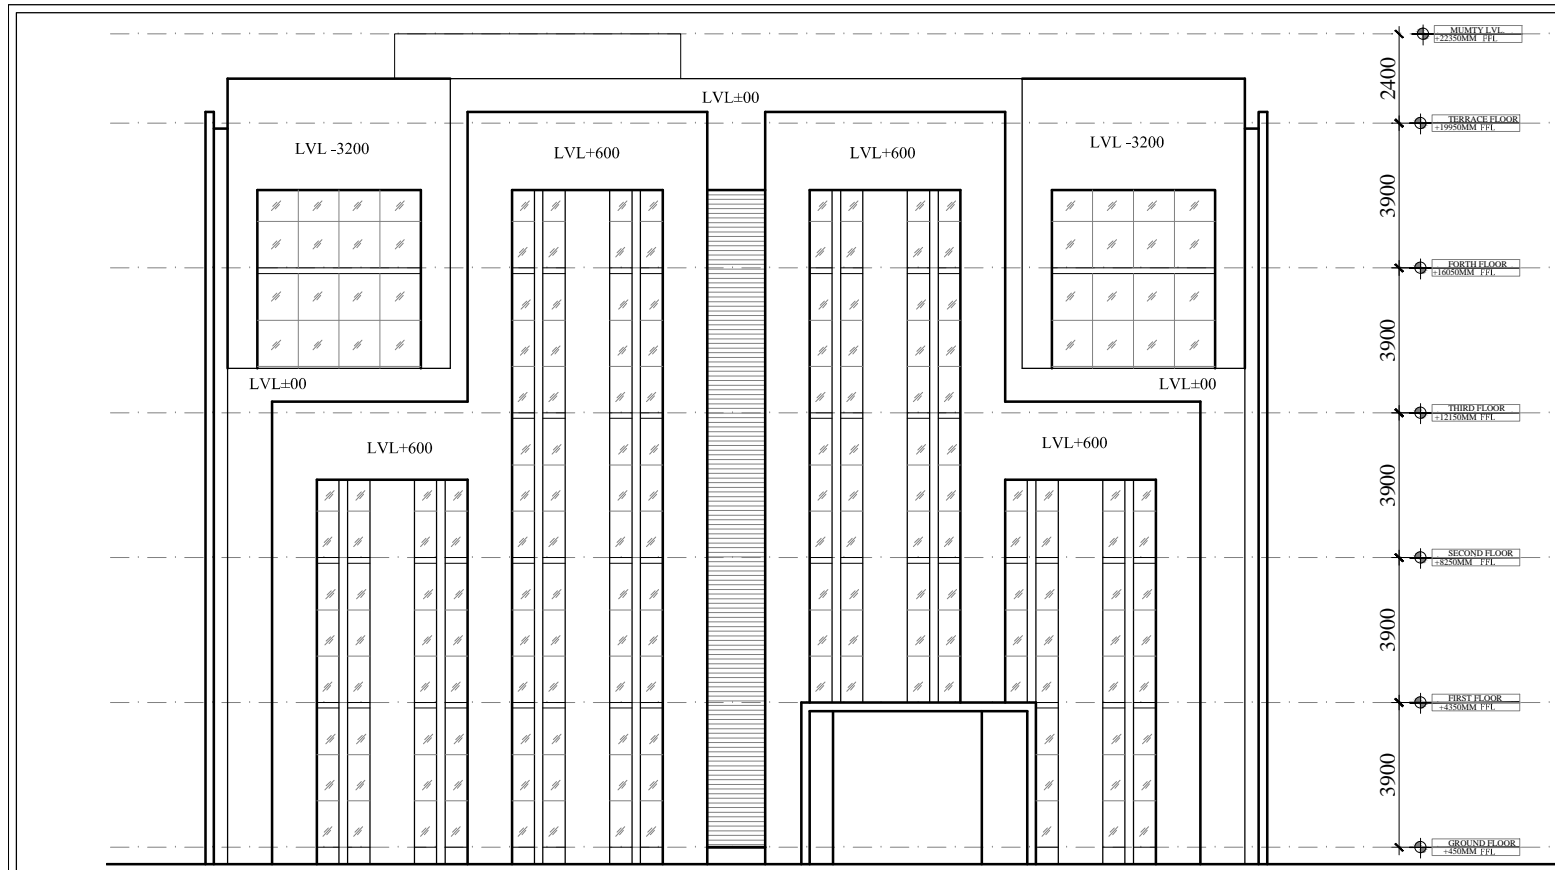 MUMTY LVL.
+22350MM FFL
2400
LVL±00
TERRACE FLOOR
+19950MM FFL
LVL -3200
LVL+600
LVL+600
LVL -3200
3900
FORTH FLOOR
+16050MM FFL
3900
LVL±00
LVL±00
THIRD FLOOR
+12150MM FFL
LVL+600
LVL+600
3900
SECOND FLOOR
+8250MM FFL
3900
FIRST FLOOR
+4350MM FFL
3900
GROUND FLOOR
+450MM FFL